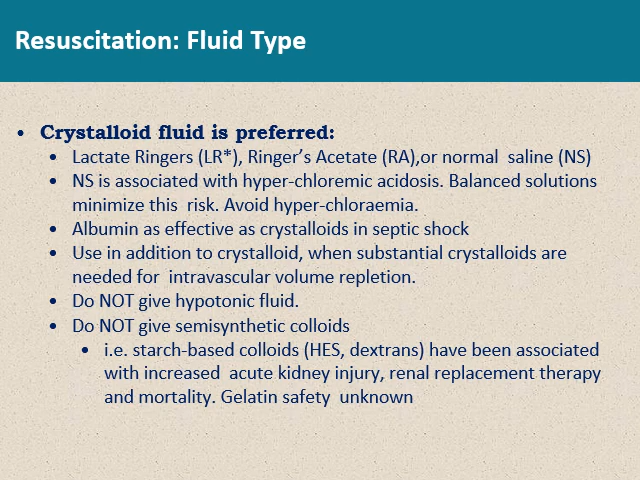 Resuscitation: Fluid Type
• Crystalloid fluid is preferred:
• Lactate Ringers (LR*), Ringer's Acetate (RA),or normal saline (NS)
• NS is associated with hyper-chloremic acidosis. Balanced solutions
minimize this risk. Avoid hyper-chloraemia.
• Albumin as effective as crystalloids in septic shock
• Use in addition to crystalloid, when substantial crystalloids are
needed for intravascular volume repletion.
• Do NOT give hypotonic fluid.
• Do NOT give semisynthetic colloids
• i.e. starch-based colloids (HES, dextrans) have been associated
with increased acute kidney injury, renal replacement therapy
and mortality. Gelatin safety unknown